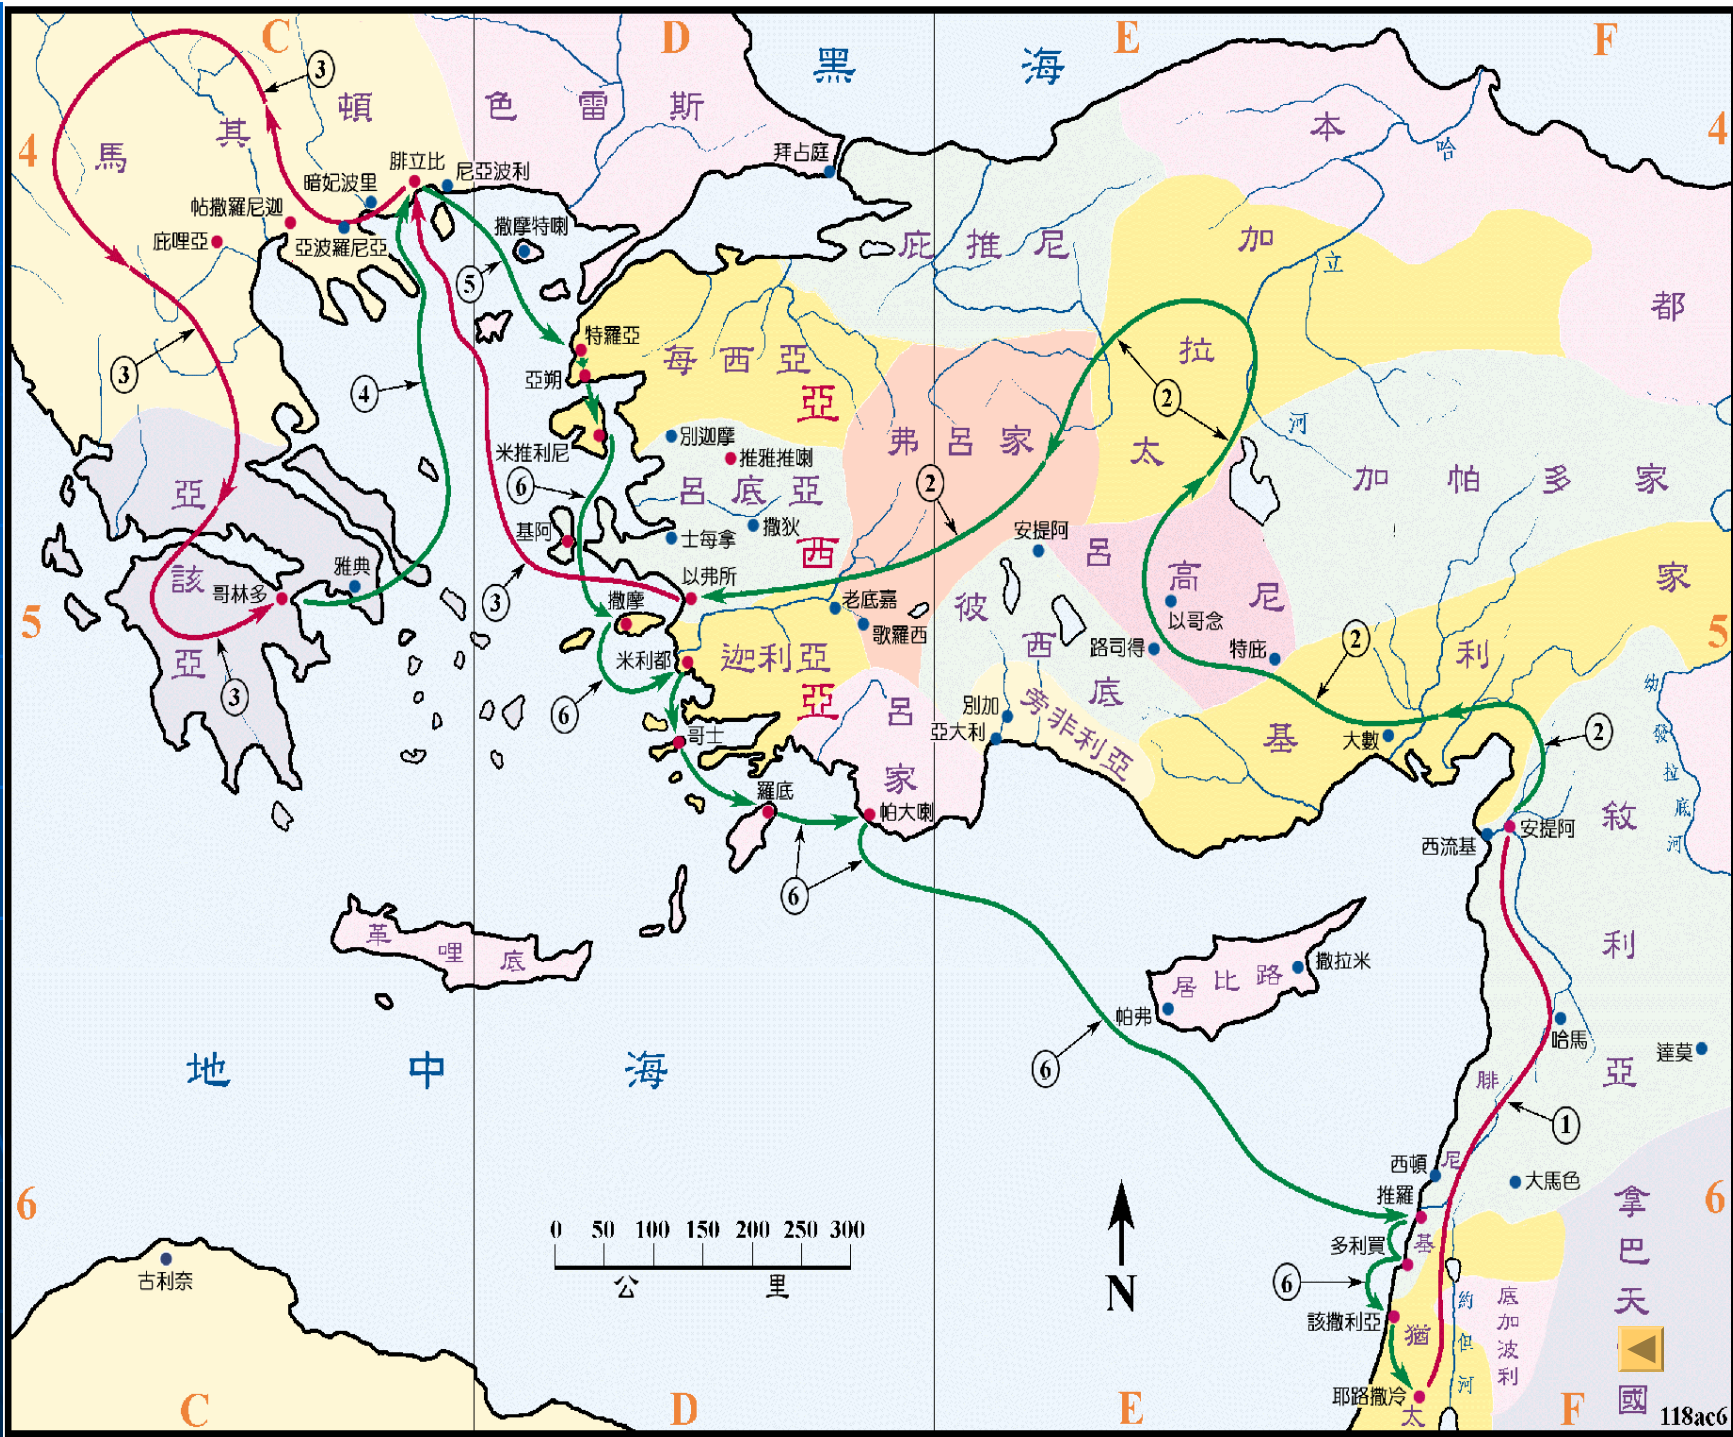 C
D
E
F
黑 海
4
4
馬 其 頓
色 雷 斯
本
都
哈
立
河
拜占庭
腓立比
尼亞波利
暗妃波里
帖撒羅尼迦
庇哩亞
亞波羅尼亞
撒摩特喇
庇 推 尼
加
拉
太
3
5
3
4
2
特羅亞
亞朔
每 西 亞
亞
西
亞
弗 呂 家
米推利尼
別迦摩
推雅推喇
呂 底 亞
撒狄
士每拿
6
2
加 帕 多 家
亞
該
亞
雅典
哥林多
基阿
3
以弗所
老底嘉
歌羅西
安提阿
彼
西
底
呂
高
尼
以哥念
路司得
特庇
家
利
基
2
5
5
撒摩
米利都
迦利亞
3
6
哥士
呂
家
別加
亞大利
旁非利亞
大數
2
幼
發
拉
底
河
羅底
帕大喇
西流基
安提阿
敘
利
亞
6
革 哩 底
居 比 路
撒拉米
帕弗
哈馬
達莫
地 中 海
6
腓
尼
基
1
西頓
推羅
大馬色
6
6
0 50 100 150 200 250 300
公 里
N
多利買
6
該撒利亞
耶路撒冷
猶
太
約
但
河
底
加
波
利
拿
巴
天
國
古利奈
C
D
E
F
118ac6